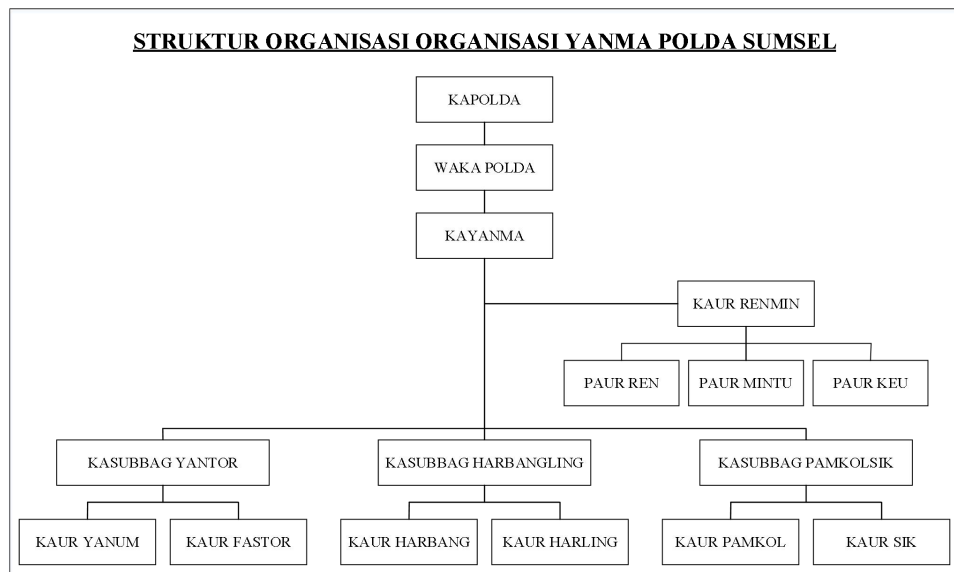 STRUKTUR ORGANISASI ORGANISASI YANMA POLDA SUMSEL
KAPOLDA
WAKA POLDA
KAYANMA
KAUR RENMIN
PAUR REN
PAUR MINTU
PAUR KEU
KASUBBAG YANTOR
KASUBBAG HARBANGLING
KASUBBAG PAMKOLSIK
KAUR YANUM
KAUR FASTOR
KAUR HARBANG
KAUR HARLING
KAUR PAMKOL
KAUR SIK